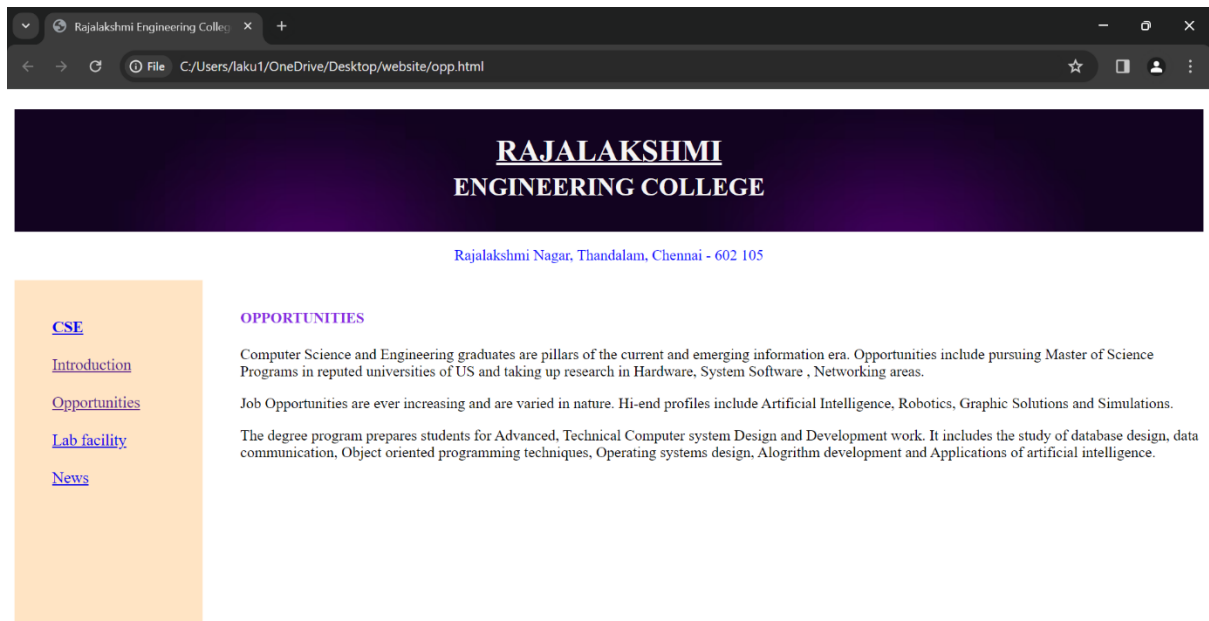 Rajalakshmi Engineering Colleg
File C:/Users/laku1/OneDrive/Desktop/website/opp.html
RAJALAKSHMI
ENGINEERING COLLEGE
Rajalakshmi Nagar, Thandalam, Chennai - 602 105
CSE
Introduction
Opportunities
Lab facility
News
OPPORTUNITIES
Computer Science and Engineering graduates are pillars of the current and emerging information era. Opportunities include pursuing Master of Science
Programs in reputed universities of US and taking up research in Hardware, System Software , Networking areas.
Job Opportunities are ever increasing and are varied in nature. Hi-end profiles include Artificial Intelligence, Robotics, Graphic Solutions and Simulations.
The degree program prepares students for Advanced, Technical Computer system Design and Development work. It includes the study of database design, data
communication, Object oriented programming techniques, Operating systems design, Alogrithm development and Applications of artificial intelligence.